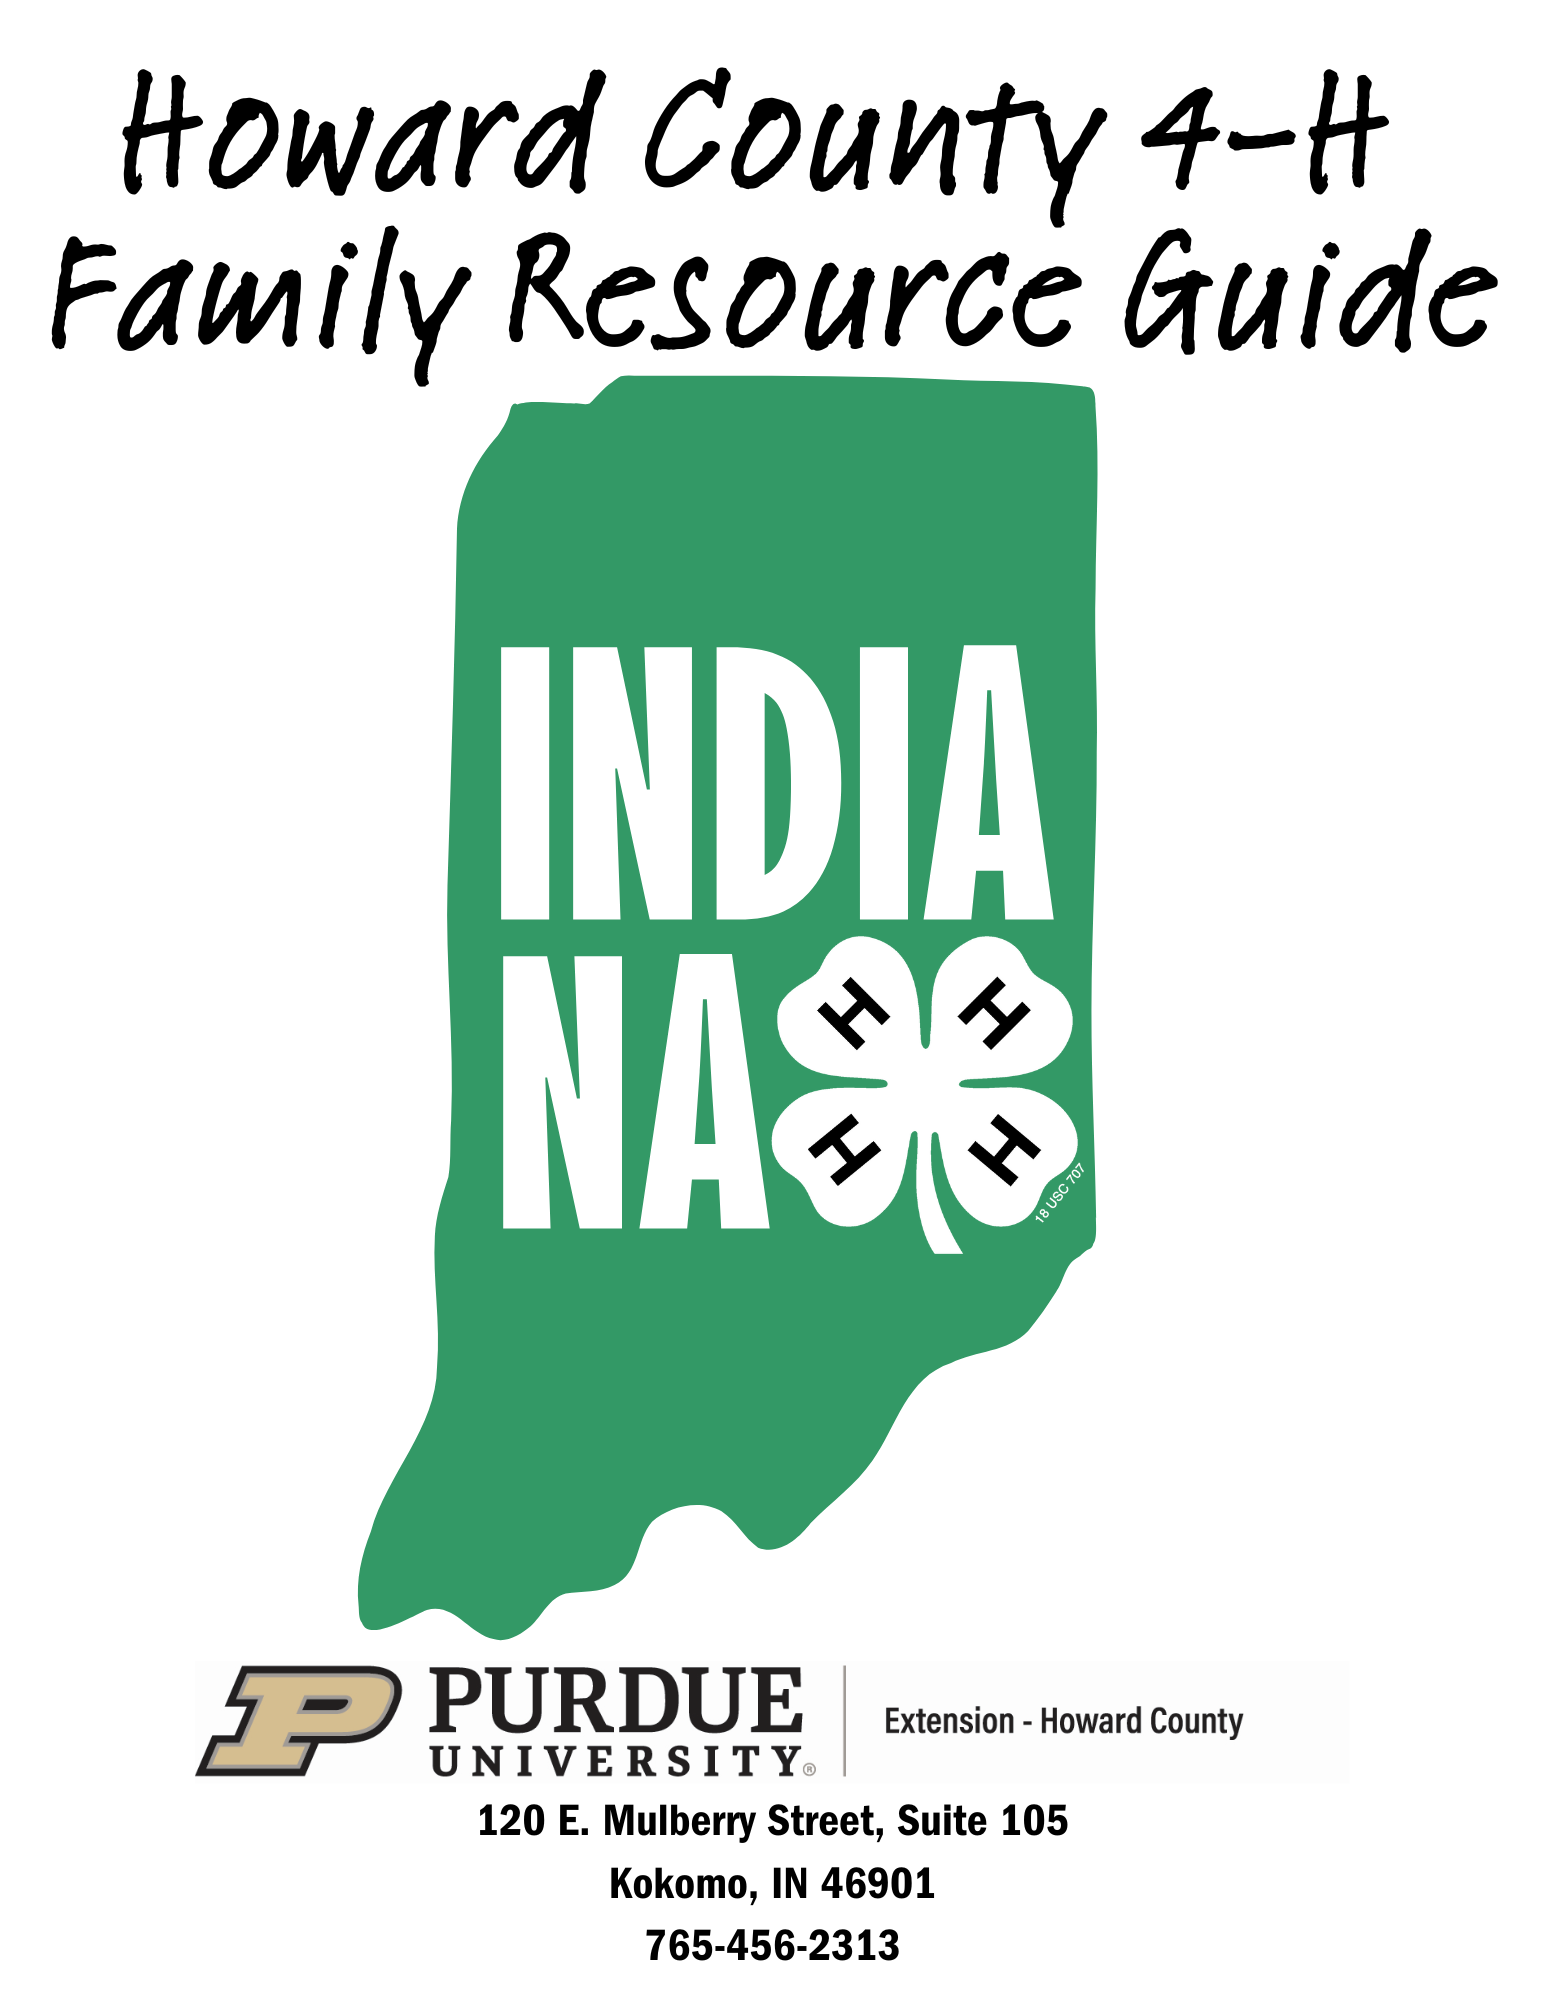 Howard County 4-H
Family Resource Guide
INDIA
NA
H H
H H
18 USC 707
P PURDUE
UNIVERSITY®
Extension - Howard County
120 E. Mulberry Street, Suite 105
Kokomo, IN 46901
765-456-2313